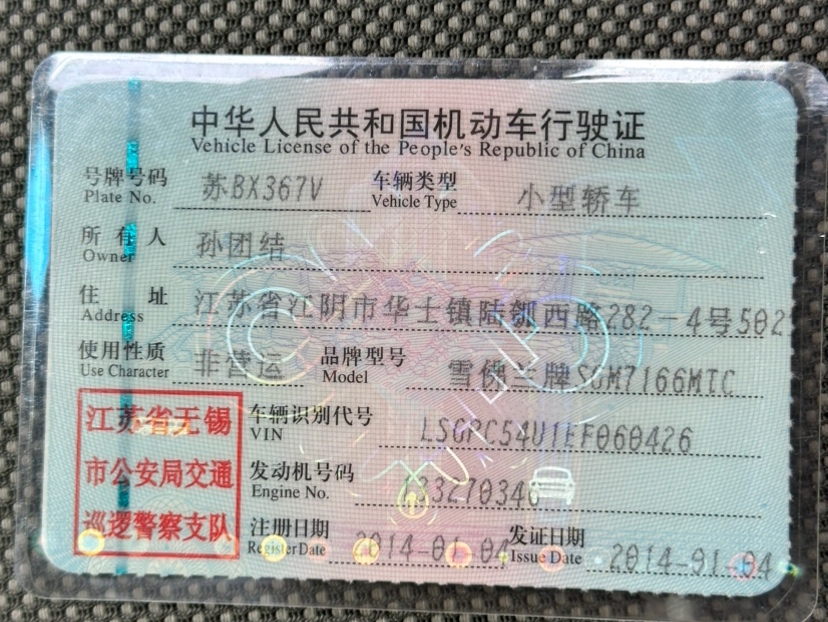 中华人民共和国机动车行驶证
Vehicle License of the People's Republic of China
号牌号码 苏BX367V 车辆类型 小型轿车
Plate No. Vehicle Type
所有人 孙团结
Owner
住址 江苏省江阴市华士镇陆瓠西路282-4号502
Address
使用性质 非营运 品牌型号 雪佛兰牌SGM7166MTC
Use Character Model
江苏省无锡
市公安局交通
巡逻警察支队
车辆识别代号 LSGPC54U1EF060426
VIN
发动机号码
Engine No.
注册日期 2014-01-04 发证日期 2014-01-04
Register Date Issue Date